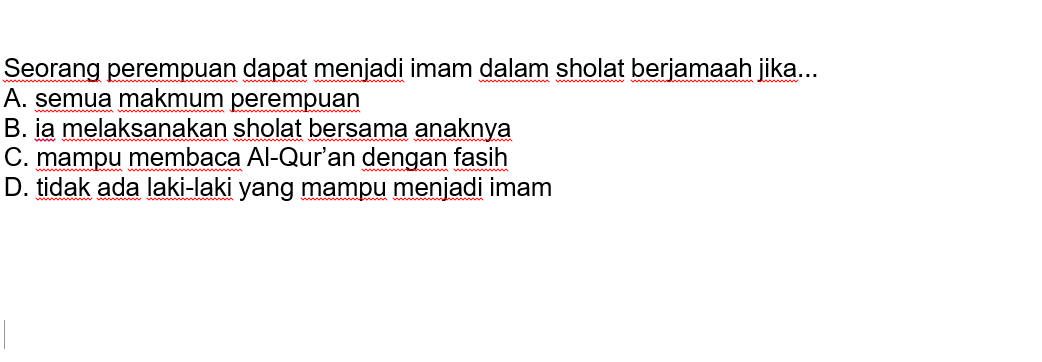 Seorang perempuan dapat menjadi imam dalam sholat berjamaah jika...
A. semua makmum perempuan
B. ia melaksanakan sholat bersama anaknya
C. mampu membaca Al-Qur’an dengan fasih
D. tidak ada laki-laki yang mampu menjadi imam